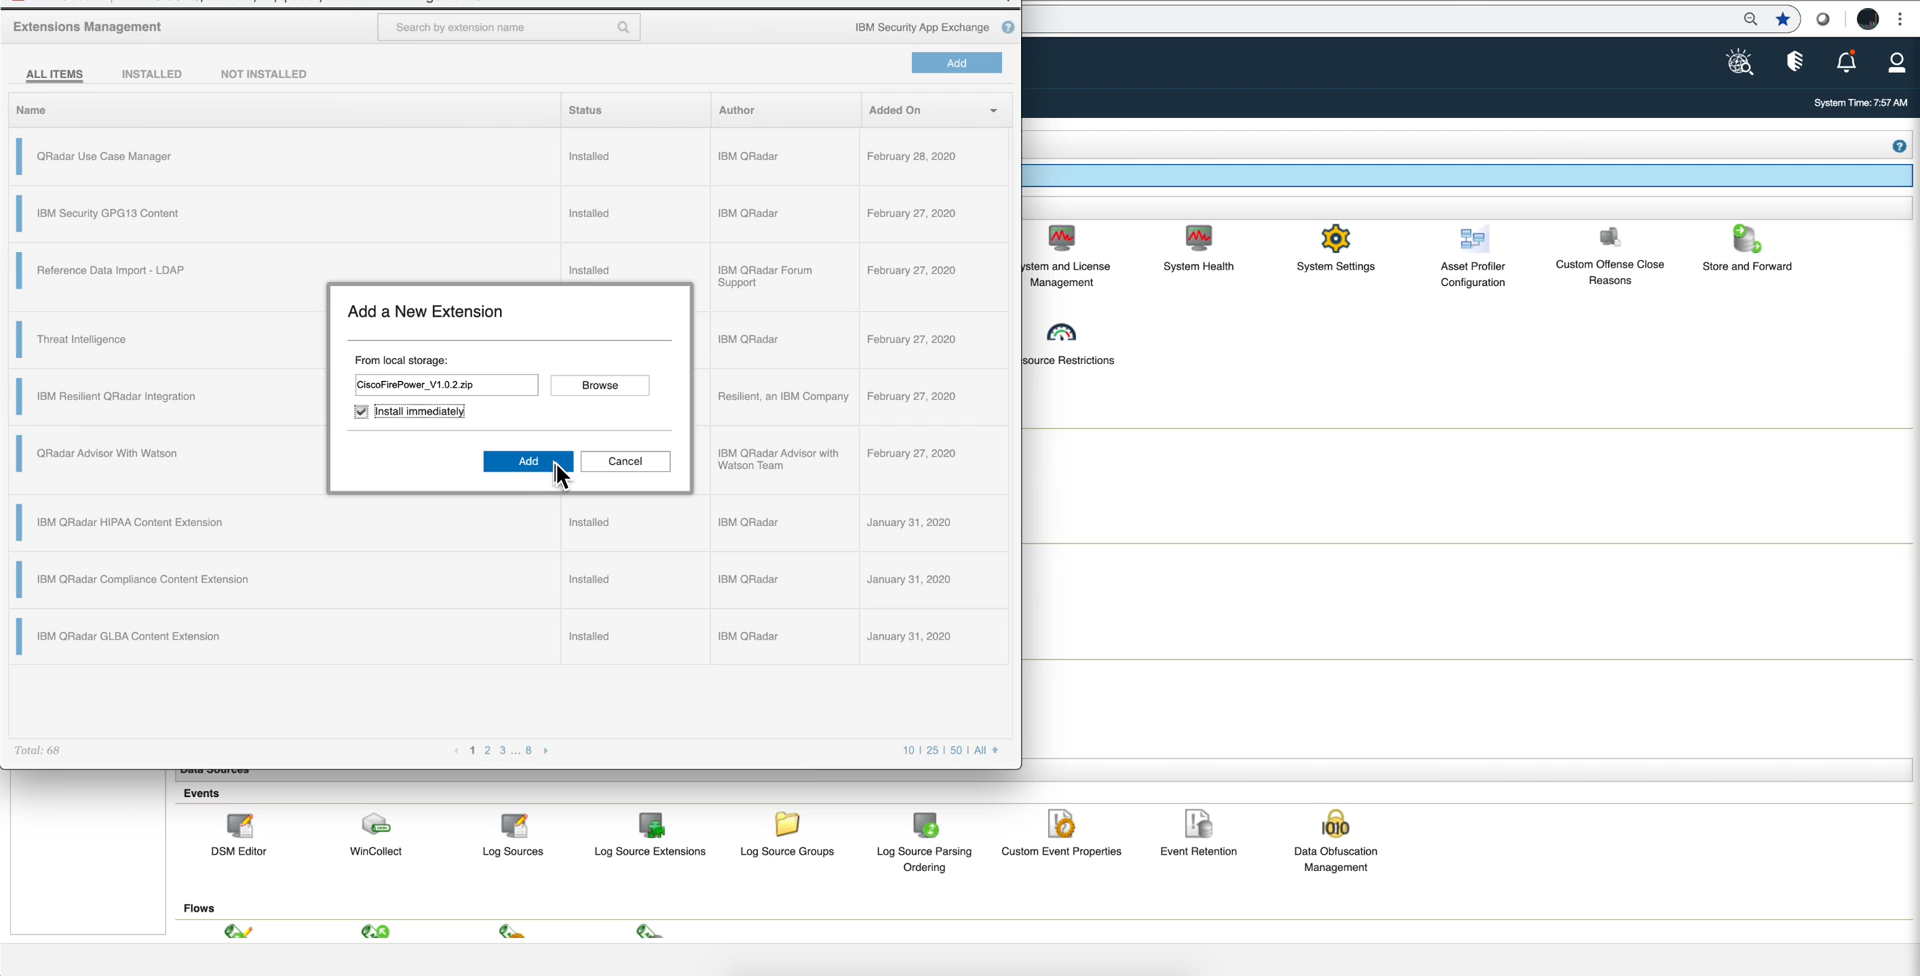 Extensions Management
Search by extension name
IBM Security App Exchange
Add
ALL ITEMS INSTALLED NOT INSTALLED
Name Status Author Added On
QRadar Use Case Manager Installed IBM QRadar February 28, 2020
IBM Security GPG13 Content Installed IBM QRadar February 27, 2020
Reference Data Import - LDAP Installed IBM QRadar Forum February 27, 2020
Support
Threat Intelligence IBM QRadar February 27, 2020
IBM Resilient QRadar Integration Resilient, an IBM Company February 27, 2020
QRadar Advisor With Watson IBM QRadar Advisor with February 27, 2020
Watson Team
IBM QRadar HIPAA Content Extension Installed IBM QRadar January 31, 2020
IBM QRadar Compliance Content Extension Installed IBM QRadar January 31, 2020
IBM QRadar GLBA Content Extension Installed IBM QRadar January 31, 2020
Total: 68
1 2 3 ... 8
10 | 25 | 50 | All
Add a New Extension
From local storage:
CiscoFirePower_V1.0.2.zip Browse
Install immediately
Add Cancel
System Time: 7:57 AM
ystem and License
Management
System Health
System Settings
Asset Profiler
Configuration
Custom Offense Close
Reasons
Store and Forward
source Restrictions
Data Sources
Events
DSM Editor
WinCollect
Log Sources
Log Source Extensions
Log Source Groups
Log Source Parsing
Ordering
Custom Event Properties
Event Retention
Data Obfuscation
Management
Flows